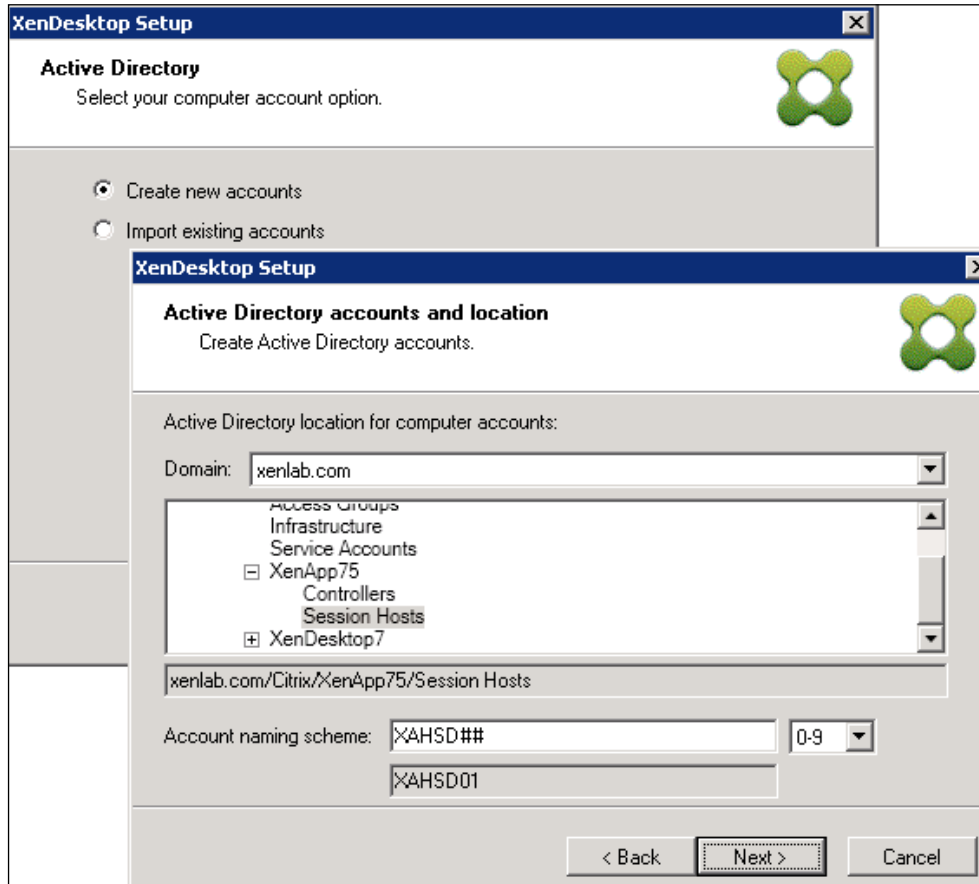 XenDesktop Setup
Active Directory
Select your computer account option.
Create new accounts
Import existing accounts
XenDesktop Setup
Active Directory accounts and location
Create Active Directory accounts.
Active Directory location for computer accounts:
Domain: xenlab.com
Access Groups
Infrastructure
Service Accounts
XenApp75
Controllers
Session Hosts
XenDesktop7
xenlab.com/Citrix/XenApp75/Session Hosts
Account naming scheme: XAHSD## 0-9
XAHSD01
< Back Next > Cancel